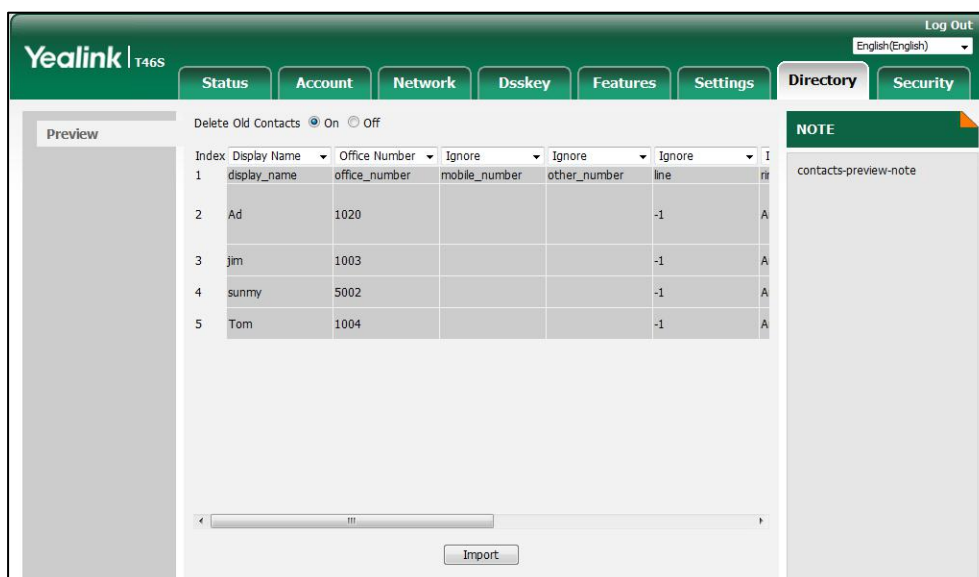 Log Out
Yealink T46S
English(English)
Status Account Network Dsskey Features Settings Directory Security
Preview
Delete Old Contacts On Off
NOTE
Index Display Name Office Number Ignore Ignore Ignore I
1 display_name office_number mobile_number other_number line
contacts-preview-note
2 Ad 1020 -1 A
3 jim 1003 -1 A
4 sunmy 5002 -1 A
5 Tom 1004 -1 A
Import